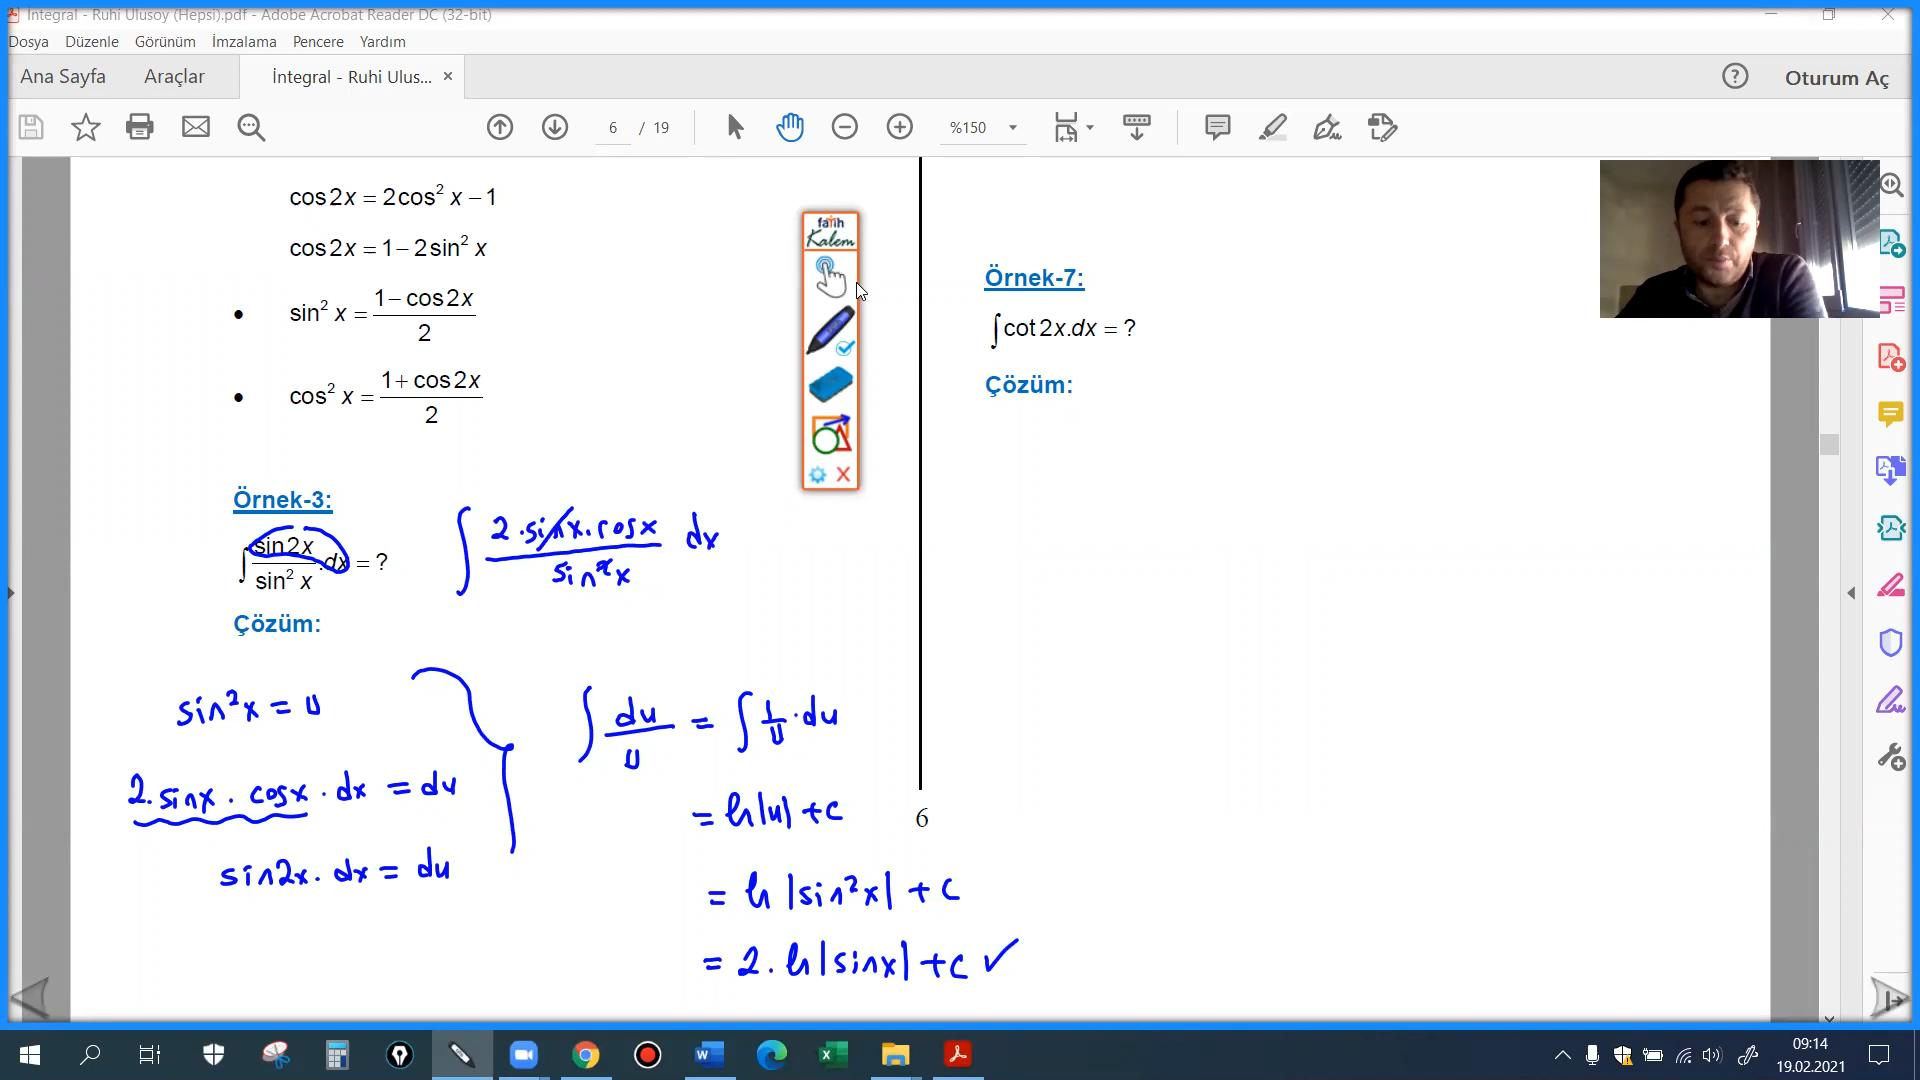 İntegral - Ruhi Ulusoy (Hepsi).pdf - Adobe Acrobat Reader DC (32-bit)
Dosya Düzenle Görünüm İmzalama Pencere Yardım
Ana Sayfa Araçlar İntegral - Ruhi Ulus... × Oturum Aç
6 / 19 %150
cos2x = 2cos² x − 1
cos2x = 1 − 2sin² x
• sin² x = (1 − cos2x)/2
• cos² x = (1 + cos2x)/2
fatih
Kalem
Örnek-3:
∫ sin2x/sin² x .dx = ?
∫ 2.sinx.cosx/sin²x dx
Çözüm:
sin²x = u
2.sinx.cosx.dx = du
sin2x.dx = du
∫ du/u = ∫ 1/u . du
= ln|u| + c
= ln|sin²x| + c
= 2.ln|sinx| + c ✓
6
Örnek-7:
∫cot2x.dx = ?
Çözüm:
09:14
19.02.2021